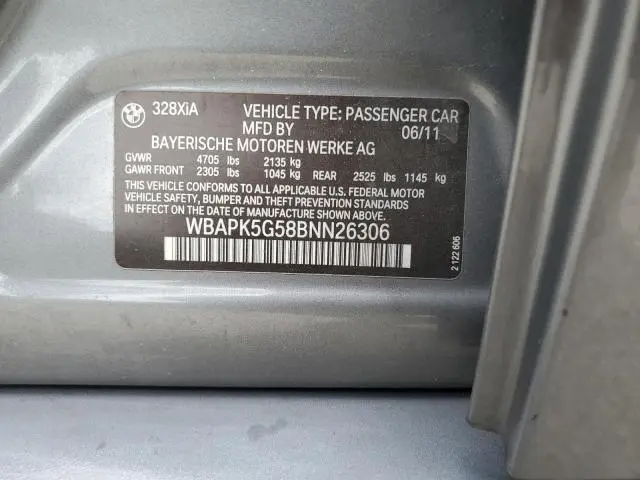 BMW
328XiA VEHICLE TYPE: PASSENGER CAR
MFD BY 06/11
BAYERISCHE MOTOREN WERKE AG
GVWR 4705 lbs 2135 kg
GAWR FRONT 2305 lbs 1045 kg REAR 2525 lbs 1145 kg
THIS VEHICLE CONFORMS TO ALL APPLICABLE U.S. FEDERAL MOTOR
VEHICLE SAFETY, BUMPER AND THEFT PREVENTION STANDARDS
IN EFFECT ON THE DATE OF MANUFACTURE SHOWN ABOVE.
WBAPK5G58BNN26306
2 122 606